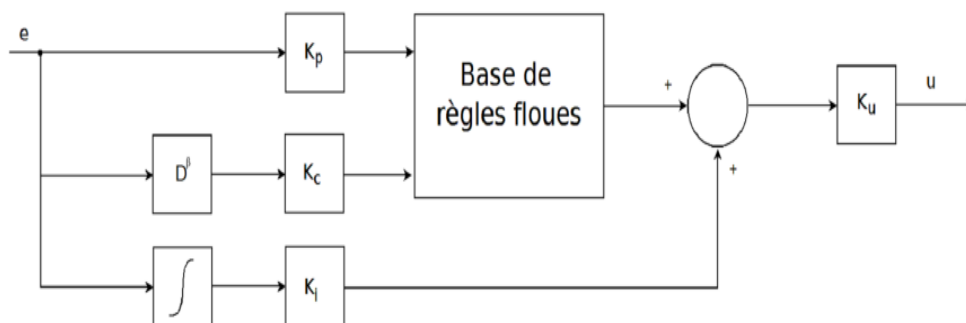 e
Kp
Base de
règles floues
+
Ku
u
Dβ
Kc
+
∫
Ki